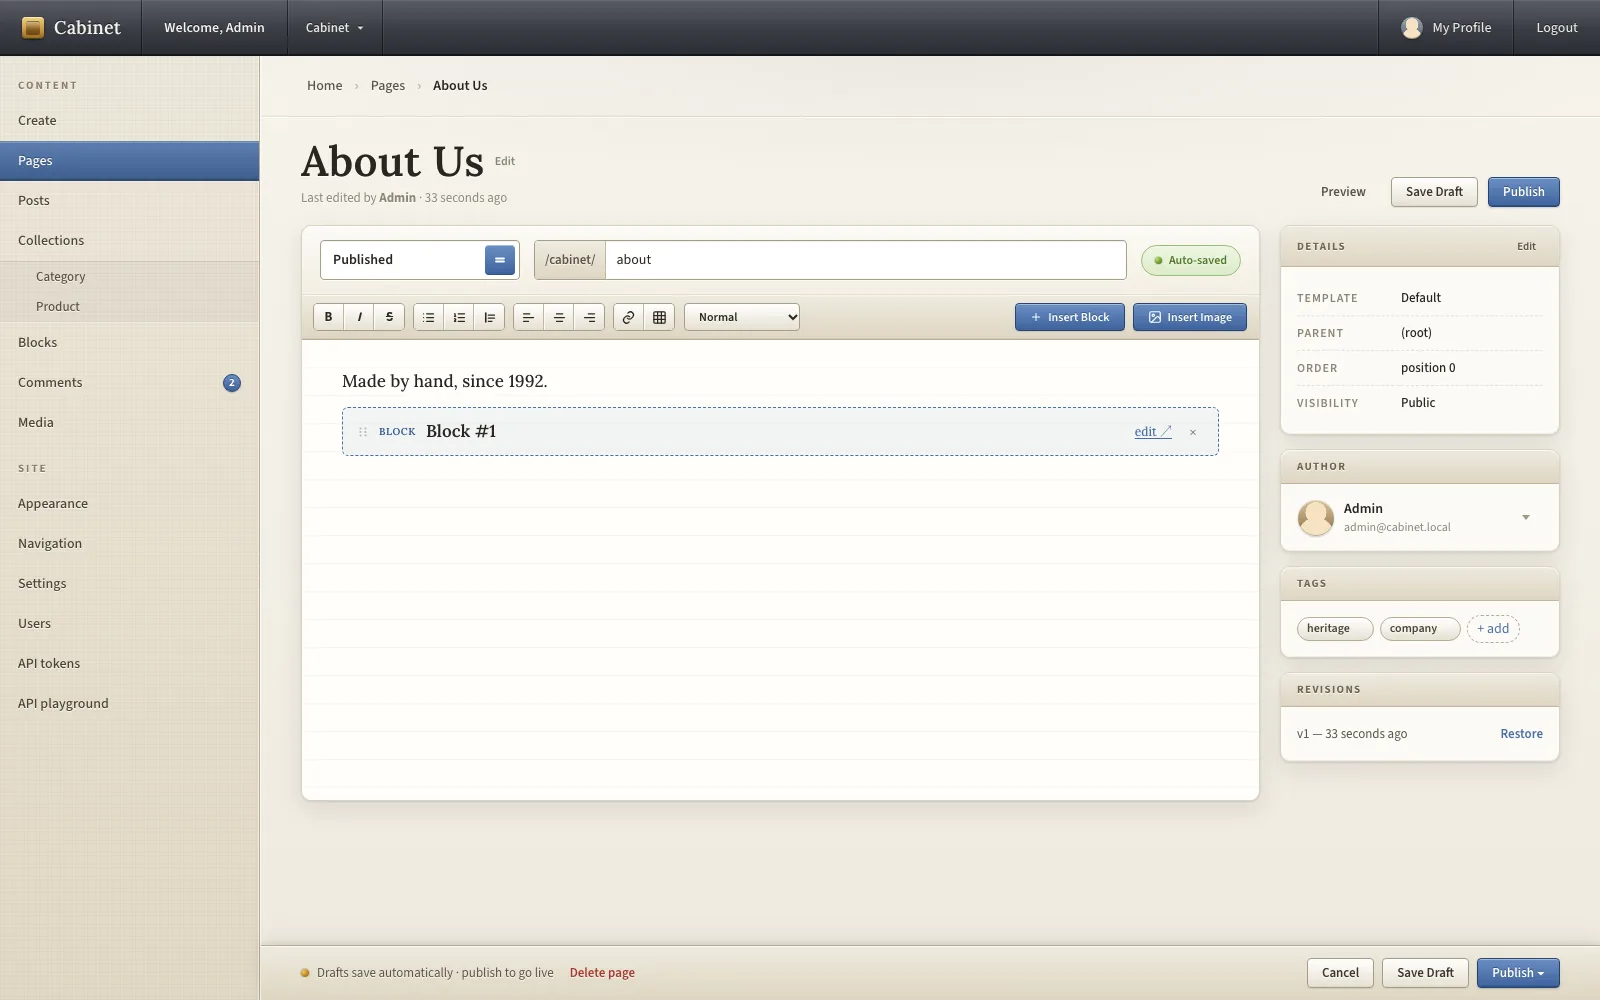 Cabinet
Welcome, Admin
Cabinet
My Profile
Logout
CONTENT
Create
Pages
Posts
Collections
Category
Product
Blocks
Comments
2
Media
SITE
Appearance
Navigation
Settings
Users
API tokens
API playground
Home › Pages › About Us
About Us Edit
Last edited by Admin · 33 seconds ago
Preview
Save Draft
Publish
Published
/cabinet/
about
Auto-saved
B I S
Normal
+ Insert Block
Insert Image
Made by hand, since 1992.
BLOCK Block #1
edit ↗ ×
DETAILS
Edit
TEMPLATE Default
PARENT (root)
ORDER position 0
VISIBILITY Public
AUTHOR
Admin
admin@cabinet.local
TAGS
heritage
company
+ add
REVISIONS
v1 — 33 seconds ago
Restore
Drafts save automatically · publish to go live
Delete page
Cancel
Save Draft
Publish